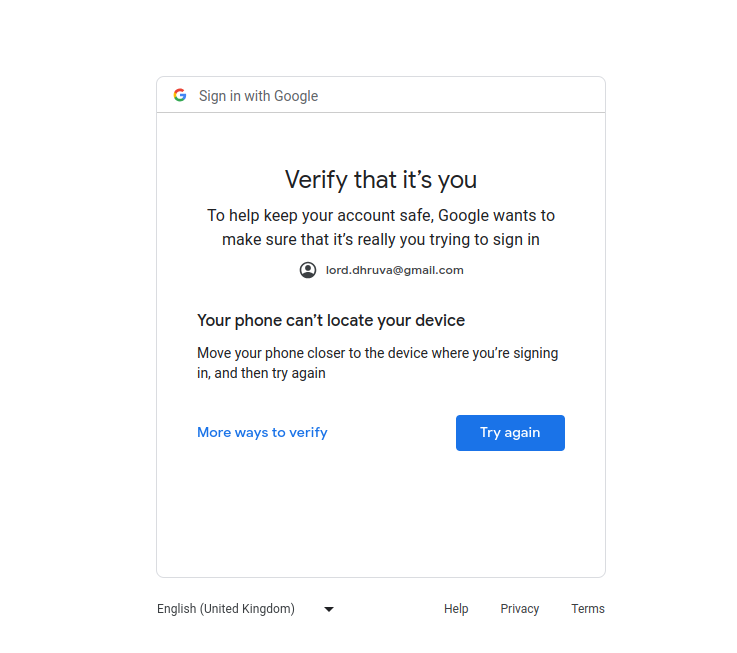 Sign in with Google
Verify that it's you
To help keep your account safe, Google wants to
make sure that it's really you trying to sign in
lord.dhruva@gmail.com
Your phone can't locate your device
Move your phone closer to the device where you're signing
in, and then try again
More ways to verify
Try again
English (United Kingdom)
Help
Privacy
Terms